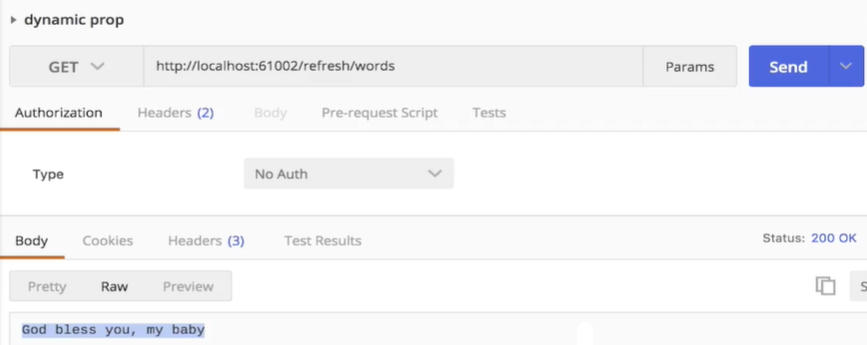 dynamic prop
GET http://localhost:61002/refresh/words Params Send
Authorization Headers (2) Body Pre-request Script Tests
Type No Auth
Body Cookies Headers (3) Test Results Status: 200 OK
Pretty Raw Preview S
God bless you, my baby